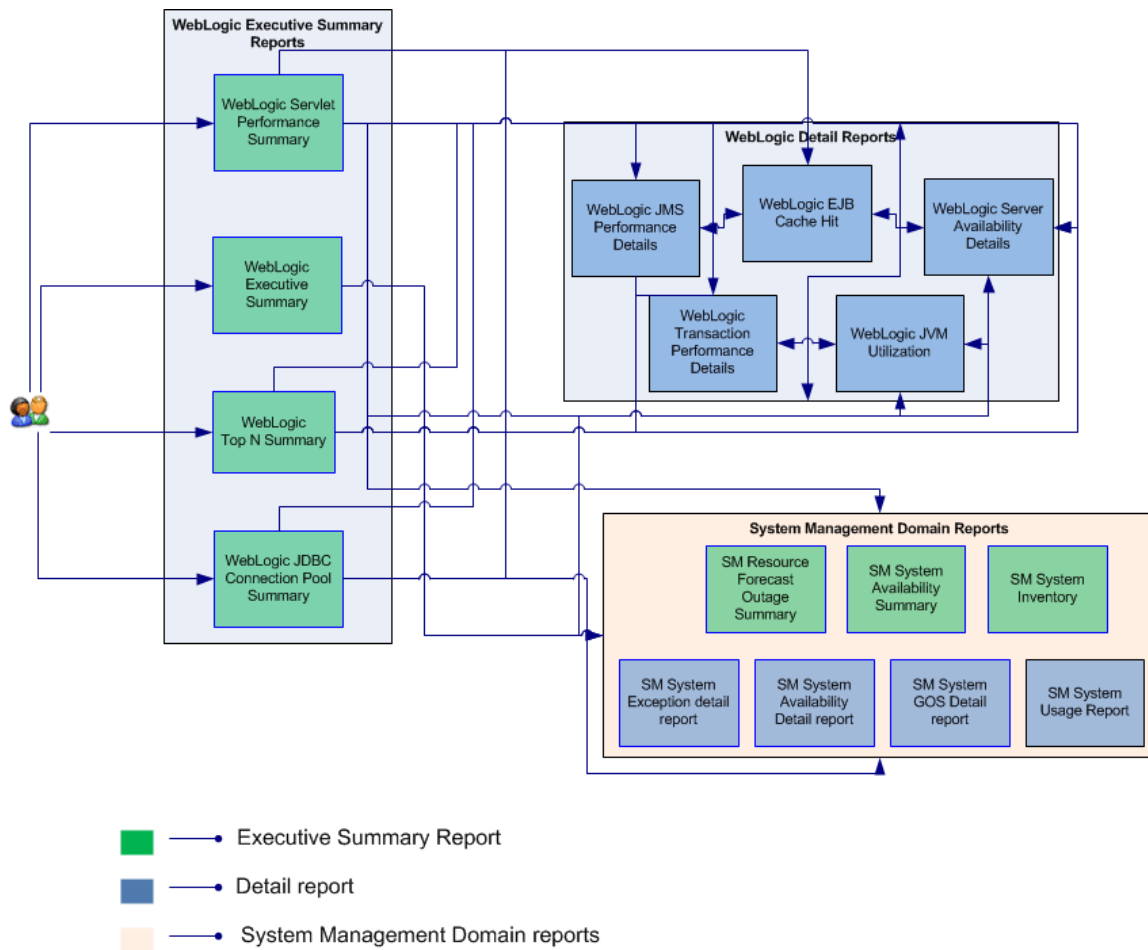 WebLogic Executive Summary
Reports
WebLogic Servlet
Performance
Summary
WebLogic
Executive
Summary
WebLogic
Top N Summary
WebLogic JDBC
Connection Pool
Summary
WebLogic Detail Reports
WebLogic JMS
Performance
Details
WebLogic EJB
Cache Hit
WebLogic Server
Availability
Details
WebLogic
Transaction
Performance
Details
WebLogic JVM
Utilization
System Management Domain Reports
SM Resource
Forecast
Outage
Summary
SM System
Availability
Summary
SM System
Inventory
SM System
Exception detail
report
SM System
Availability
Detail report
SM System
GOS Detail
report
SM System
Usage Report
Executive Summary Report
Detail report
System Management Domain reports